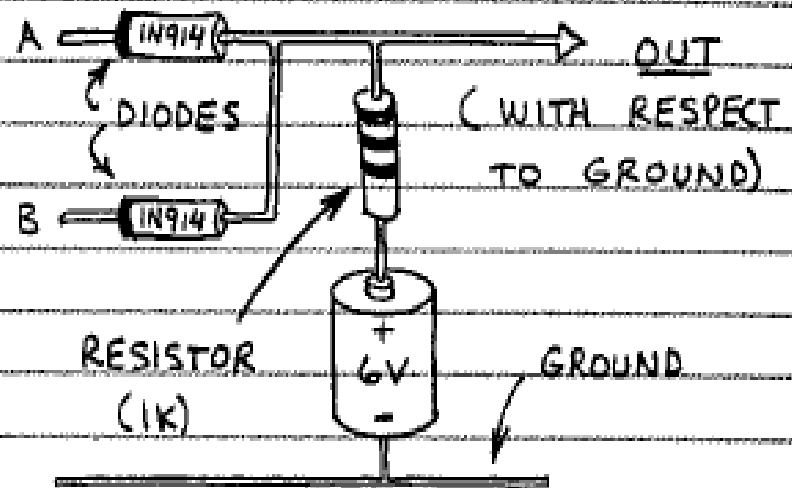 A 1N914
OUT
DIODES
( WITH RESPECT
TO GROUND)
B 1N914
+
6V
-
RESISTOR
(1K)
GROUND